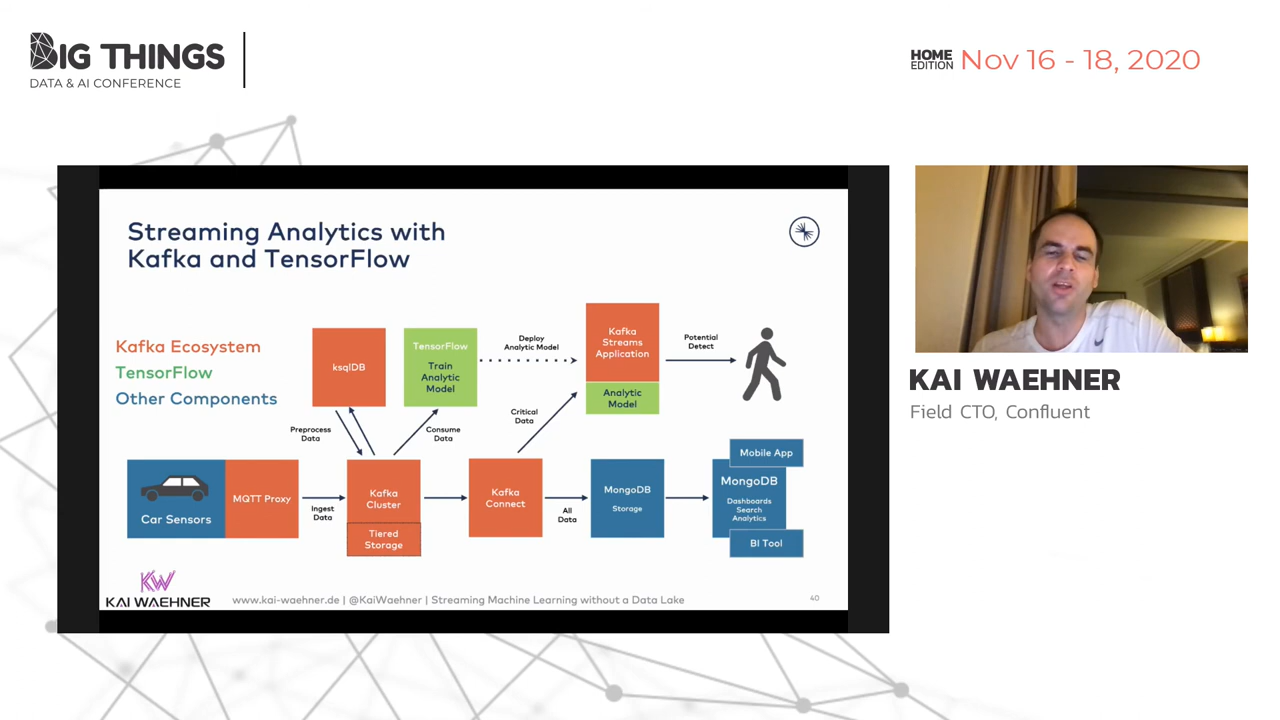 BIG THINGS
DATA & AI CONFERENCE
HOME
EDITION
Nov 16 - 18, 2020
Streaming Analytics with
Kafka and TensorFlow
Kafka Ecosystem
TensorFlow
Other Components
ksqlDB
TensorFlow
Train
Analytic
Model
Deploy
Analytic Model
Kafka
Streams
Application
Analytic
Model
Potential
Detect
Preprocess
Data
Consume
Data
Critical
Data
Car Sensors
MQTT Proxy
Ingest
Data
Kafka
Cluster
Tiered
Storage
Kafka
Connect
All
Data
MongoDB
Storage
Mobile App
MongoDB
Dashboards
Search
Analytics
BI Tool
KW
KAI WAEHNER
www.kai-waehner.de | @KaiWaehner | Streaming Machine Learning without a Data Lake
40
KAI WAEHNER
Field CTO, Confluent